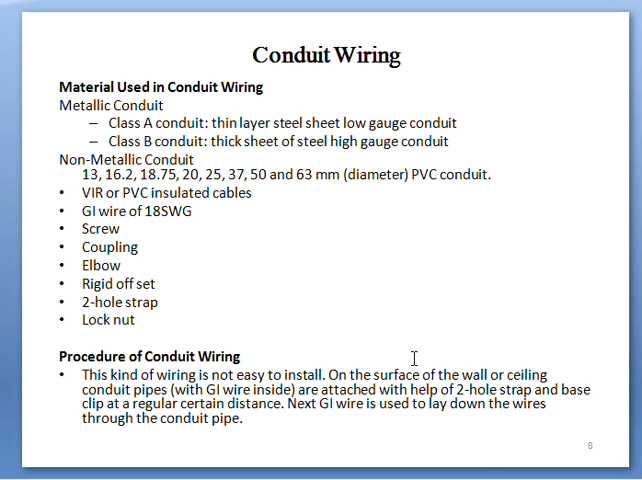 Conduit Wiring
Material Used in Conduit Wiring
Metallic Conduit
– Class A conduit: thin layer steel sheet low gauge conduit
– Class B conduit: thick sheet of steel high gauge conduit
Non-Metallic Conduit
13, 16.2, 18.75, 20, 25, 37, 50 and 63 mm (diameter) PVC conduit.
• VIR or PVC insulated cables
• GI wire of 18SWG
• Screw
• Coupling
• Elbow
• Rigid off set
• 2-hole strap
• Lock nut
Procedure of Conduit Wiring
• This kind of wiring is not easy to install. On the surface of the wall or ceiling
conduit pipes (with GI wire inside) are attached with help of 2-hole strap and base
clip at a regular certain distance. Next GI wire is used to lay down the wires
through the conduit pipe.
8